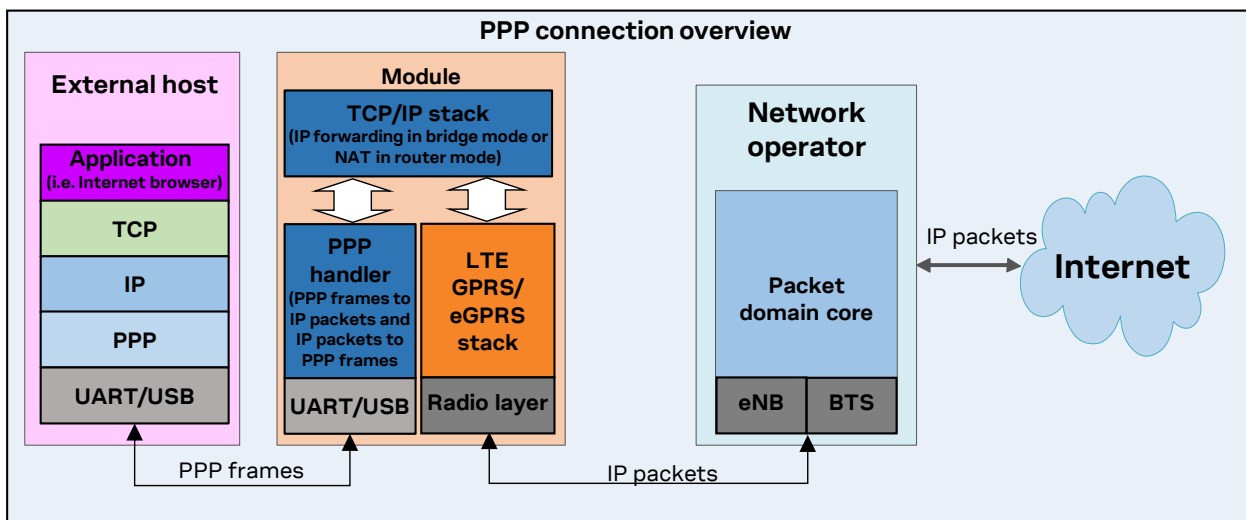 PPP connection overview
External host
Application
(i.e. Internet browser)
TCP
IP
PPP
UART/USB
Module
TCP/IP stack
(IP forwarding in bridge mode or
NAT in router mode)
PPP
handler
(PPP frames to
IP packets and
IP packets to
PPP frames
UART/USB
LTE
GPRS/
eGPRS
stack
Radio layer
Network
operator
Packet
domain core
eNB
BTS
IP packets
Internet
PPP frames
IP packets